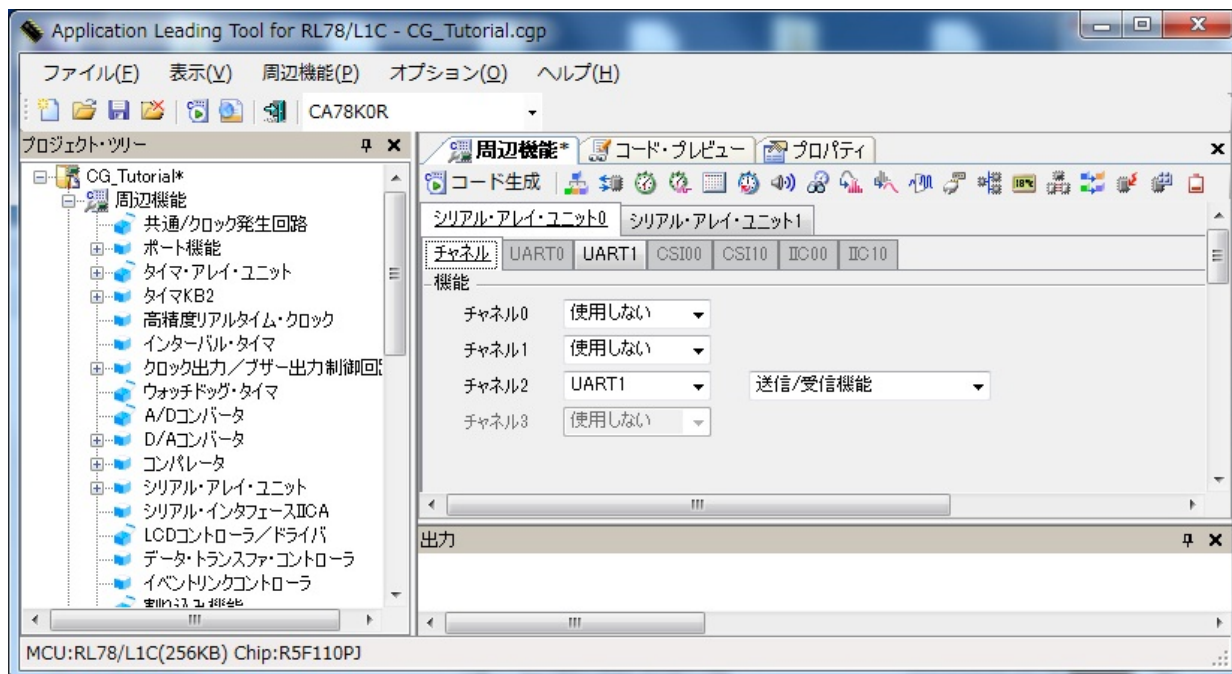 Application Leading Tool for RL78/L1C - CG_Tutorial.cgp
ファイル(F) 表示(V) 周辺機能(P) オプション(O) ヘルプ(H)
CA78K0R
プロジェクト・ツリー
CG_Tutorial*
周辺機能
共通/クロック発生回路
ポート機能
タイマ・アレイ・ユニット
タイマKB2
高精度リアルタイム・クロック
インターバル・タイマ
クロック出力/ブザー出力制御回
ウォッチドッグ・タイマ
A/Dコンバータ
D/Aコンバータ
コンパレータ
シリアル・アレイ・ユニット
シリアル・インタフェースIICA
LCDコントローラ/ドライバ
データ・トランスファ・コントローラ
イベントリンクコントローラ
割り込み機能
周辺機能* コード・プレビュー プロパティ
コード生成
シリアル・アレイ・ユニット0 シリアル・アレイ・ユニット1
チャネル UART0 UART1 CSI00 CSI10 IIC00 IIC10
機能
チャネル0 使用しない
チャネル1 使用しない
チャネル2 UART1 送信/受信機能
チャネル3 使用しない
出力
MCU:RL78/L1C(256KB) Chip:R5F110PJ